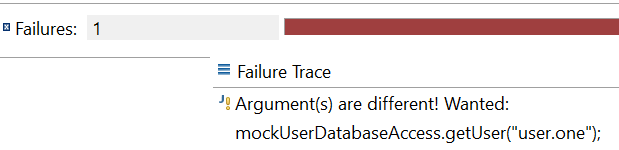 Failures: 1
Failure Trace
Argument(s) are different! Wanted:
mockUserDatabaseAccess.getUser("user.one");